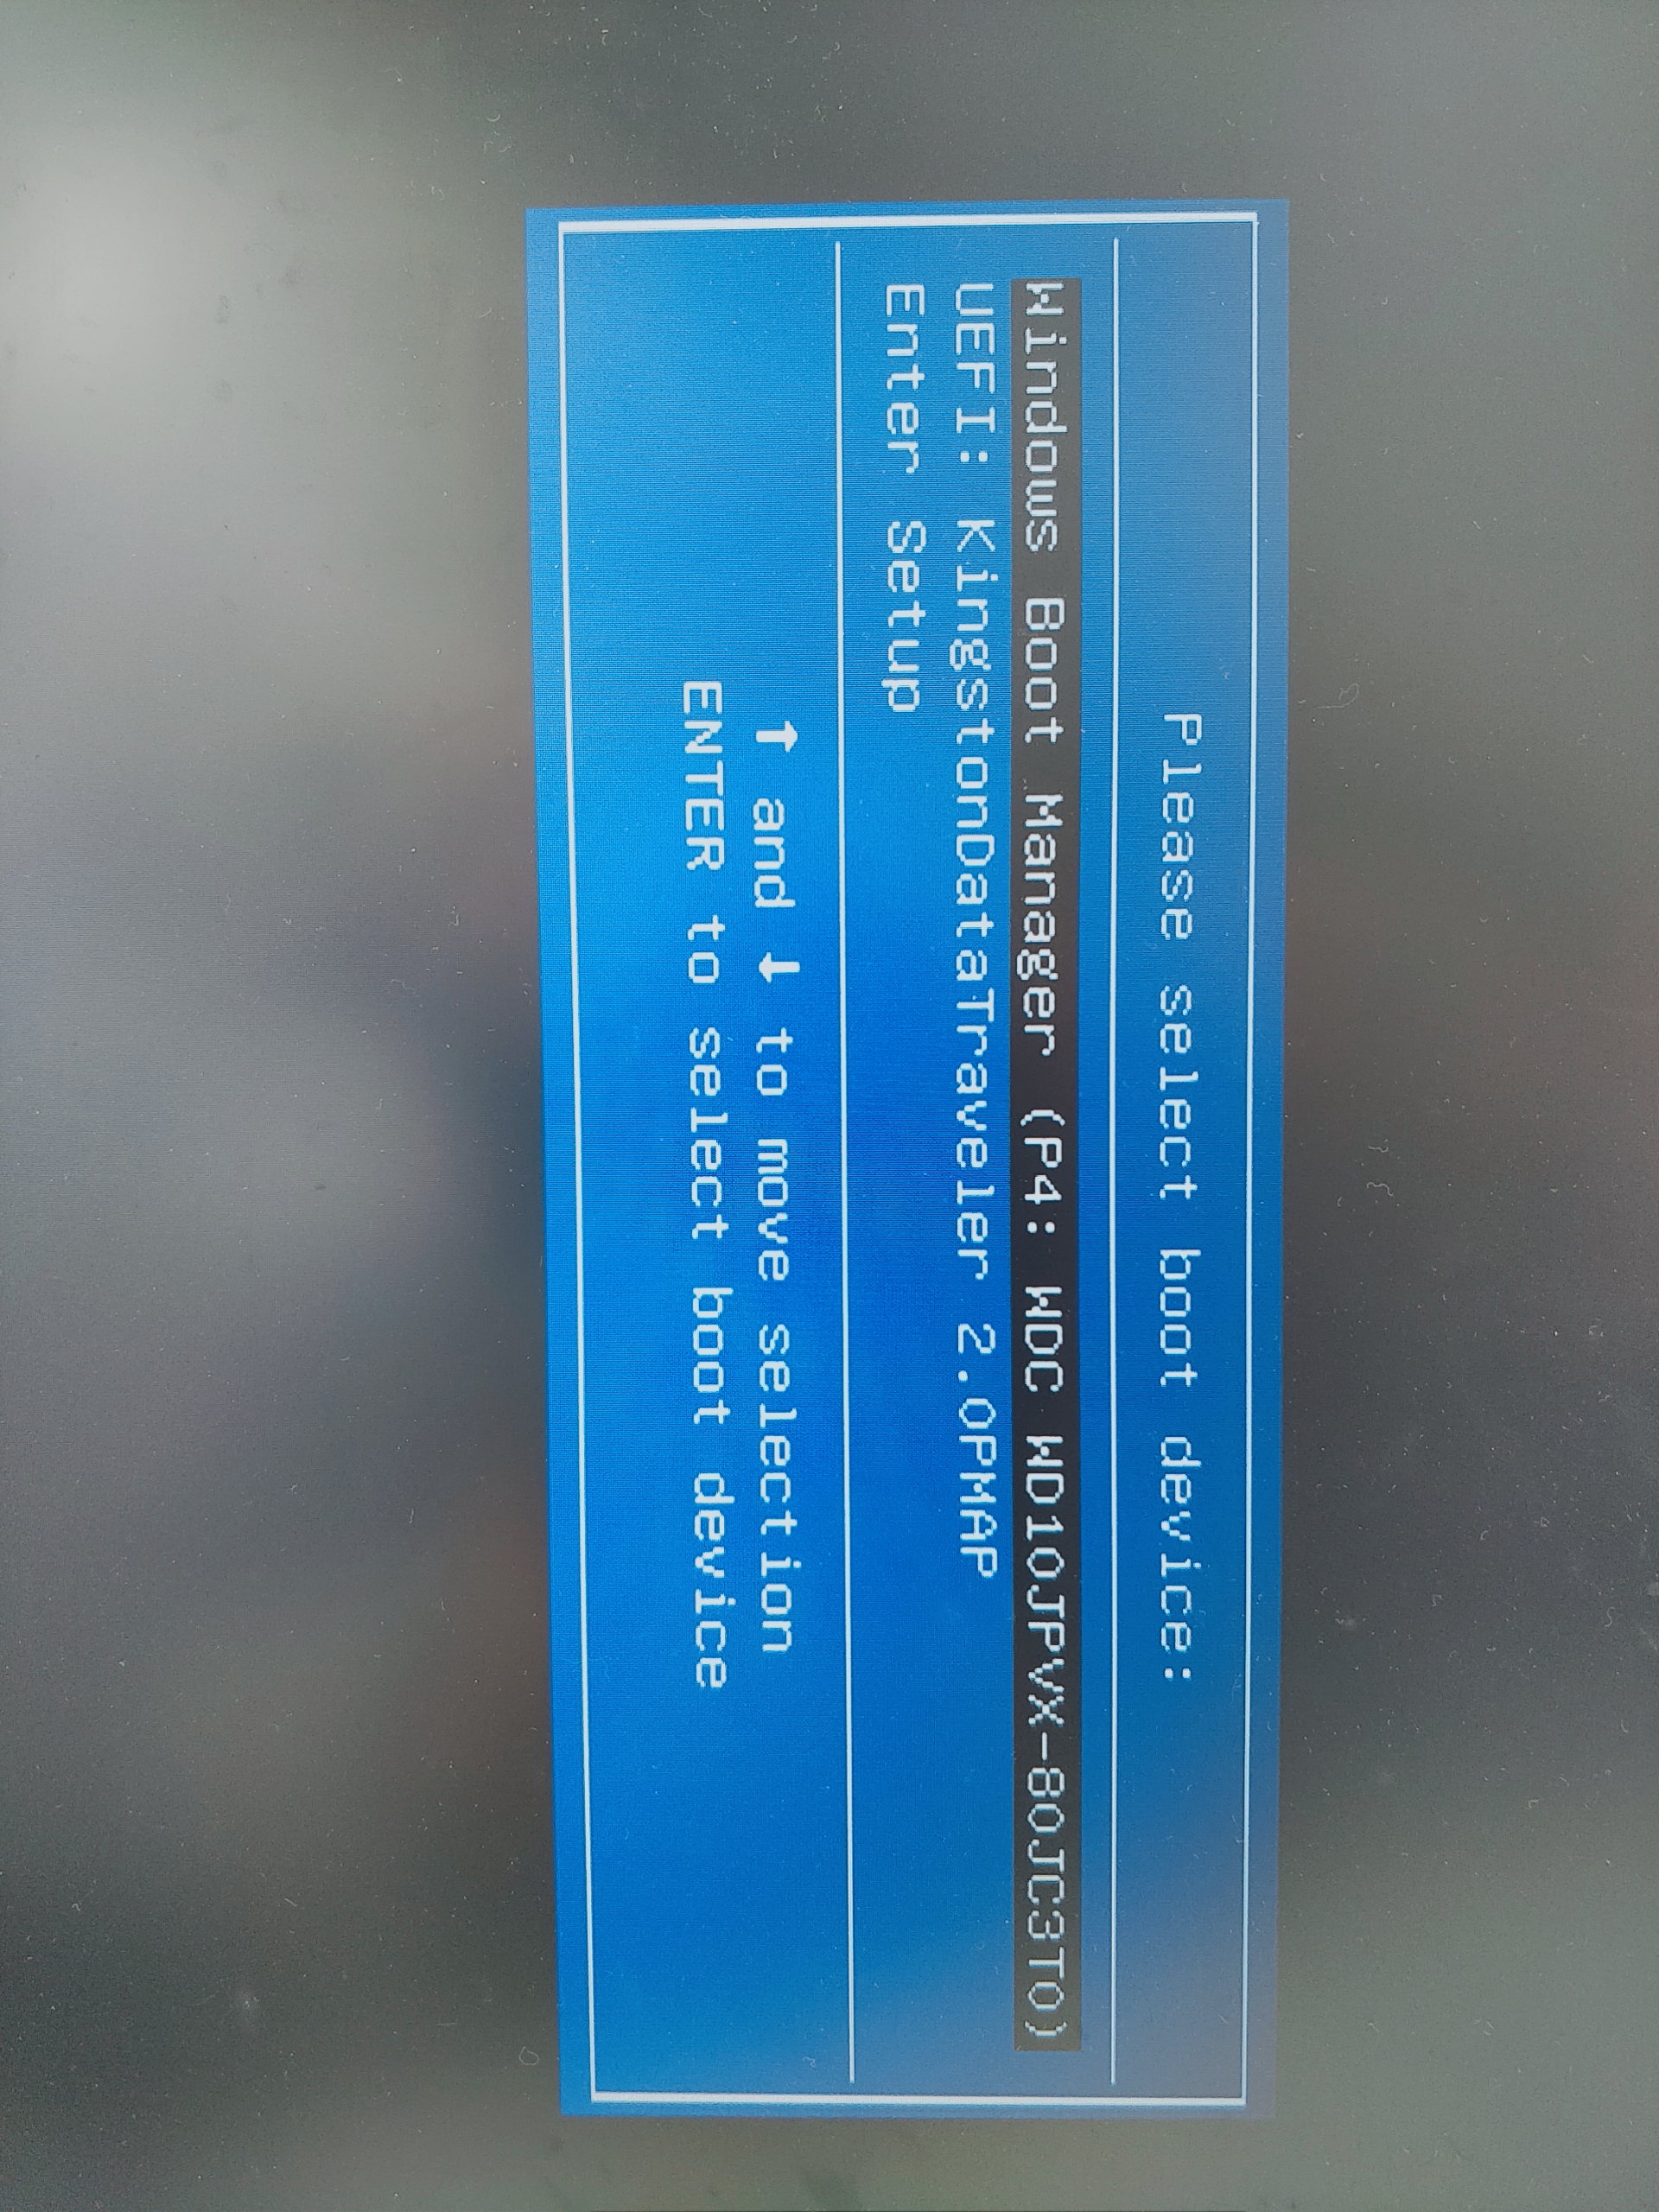 Please select boot device:
Windows Boot Manager (P4: WDC WD10JPVX-80JC3T0)
UEFI: KingstonDataTraveler 2.0PMAP
Enter Setup
↑ and ↓ to move selection
ENTER to select boot device